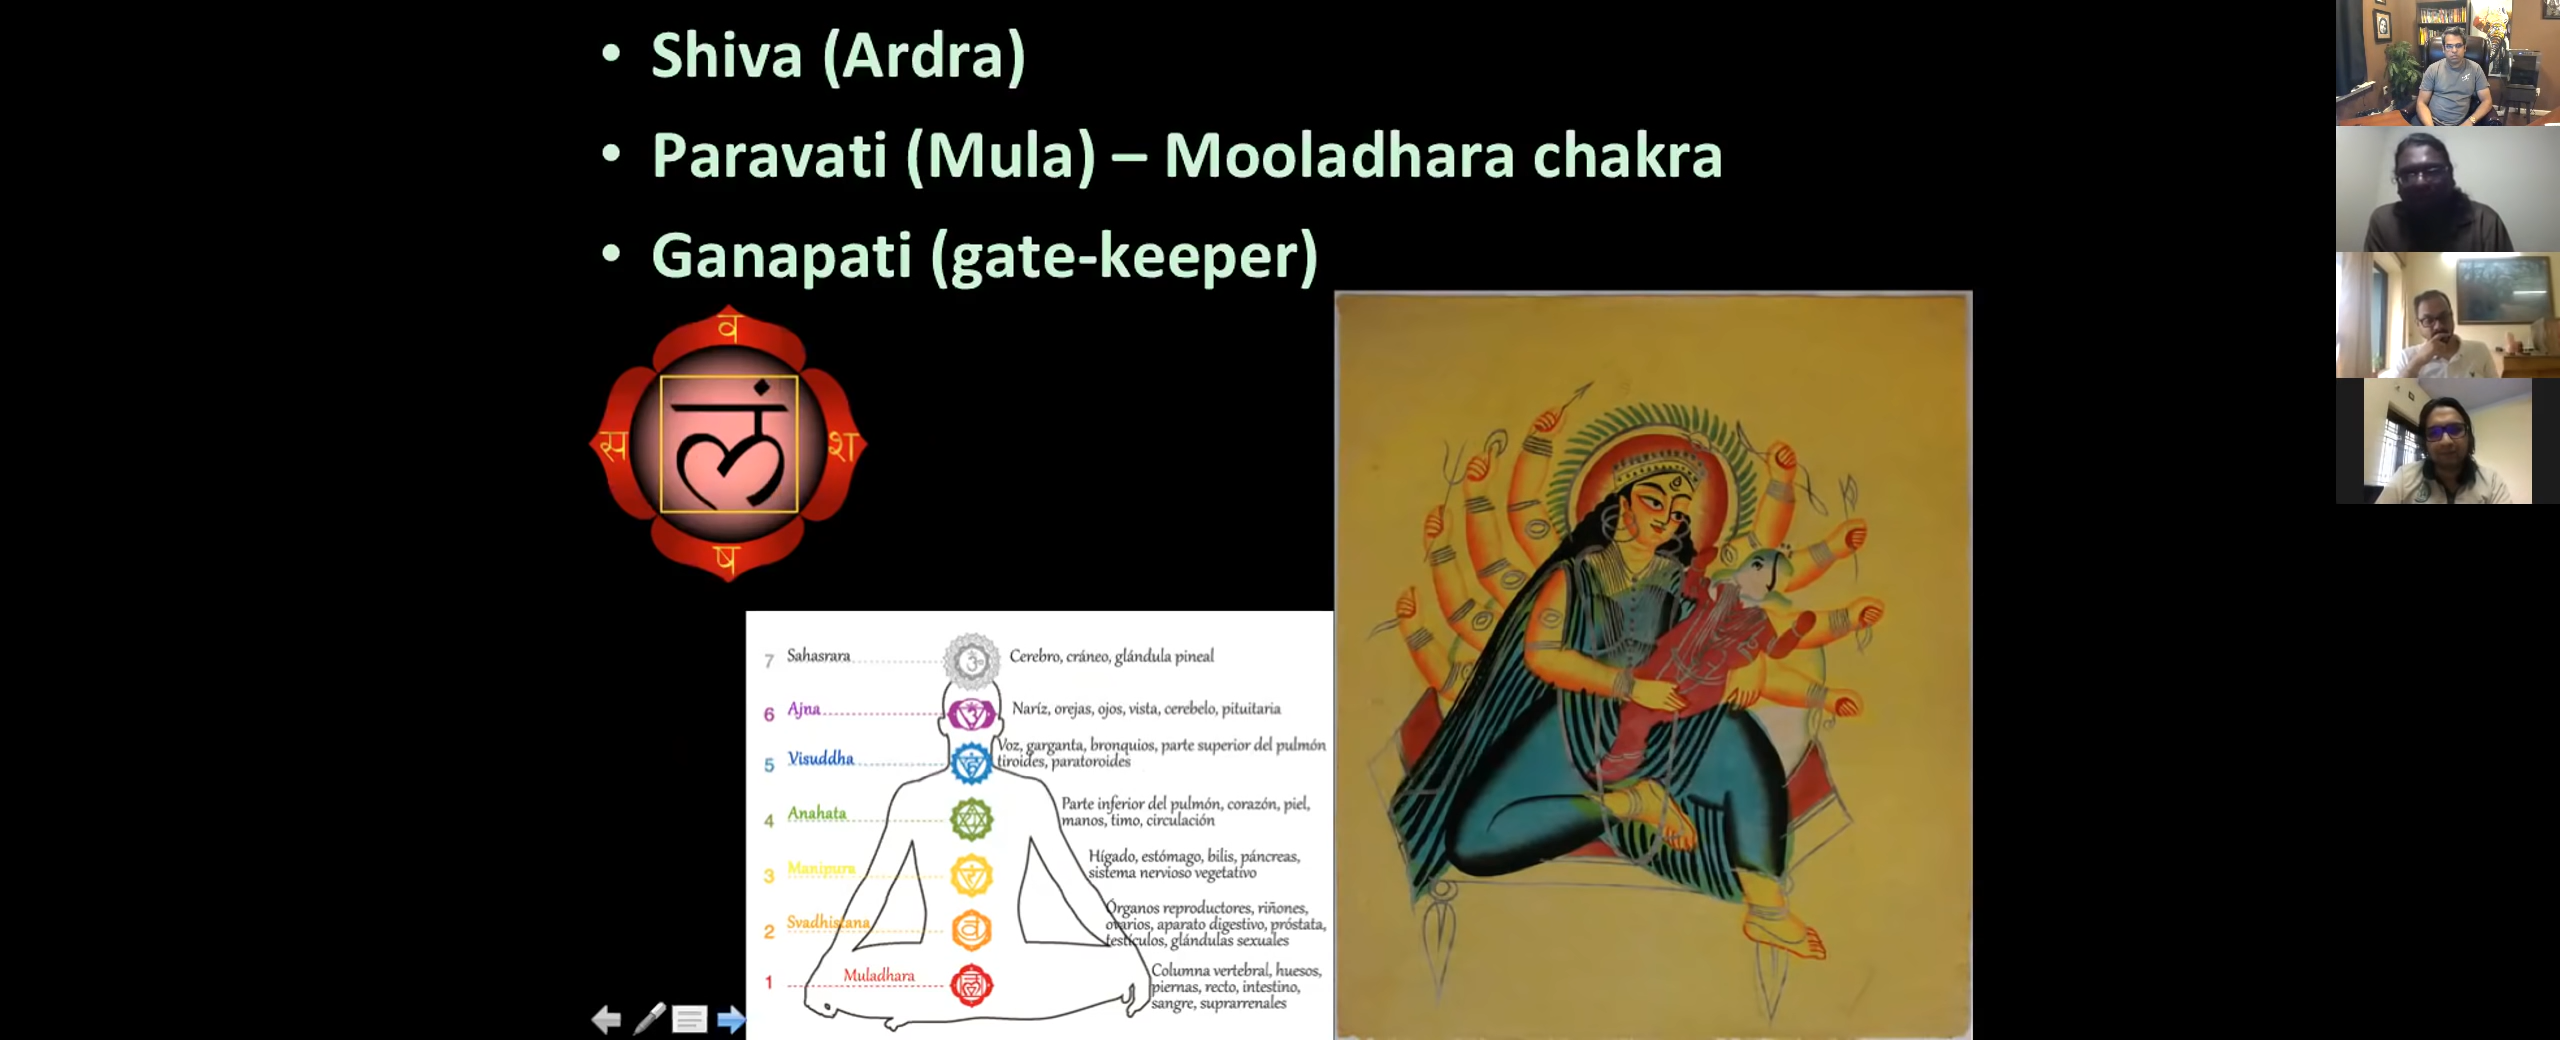 • Shiva (Ardra)
• Paravati (Mula) – Mooladhara chakra
• Ganapati (gate-keeper)
व
स
लं
श
ष
7 Sahasrara
Cerebro, cráneo, glándula pineal
6 Ajna
Naríz, orejas, ojos, vista, cerebelo, pituitaria
5 Visuddha
Voz, garganta, bronquios, parte superior del pulmón
tiroides, paratoroides
4 Anahata
Parte inferior del pulmón, corazón, piel,
manos, timo, circulación
3 Manipura
Hígado, estómago, bilis, páncreas,
sistema nervioso vegetativo
2 Svadhistana
Órganos reproductores, riñones,
ovarios, aparato digestivo, próstata,
testículos, glándulas sexuales
1 Muladhara
Columna vertebral, huesos,
piernas, recto, intestino,
sangre, suprarrenales